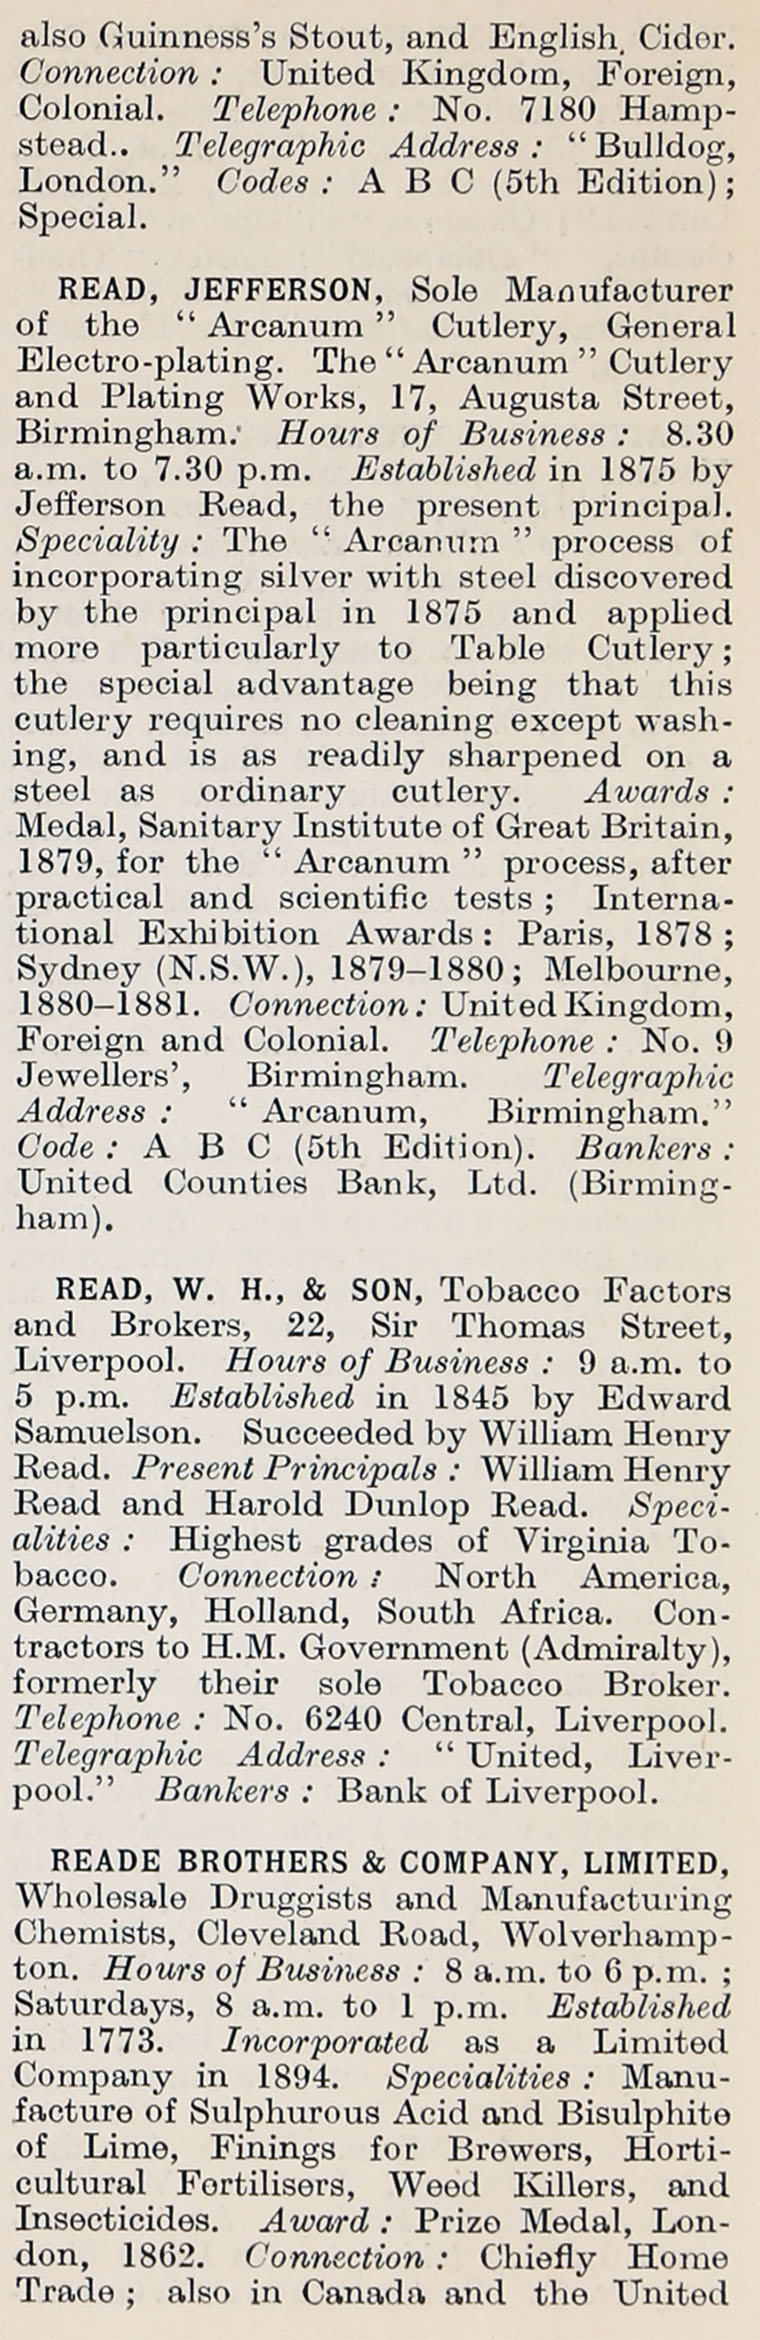 also Guinness's Stout, and English, Cider.
Connection : United Kingdom, Foreign,
Colonial. Telephone : No. 7180 Hamp-
stead.. Telegraphic Address : “Bulldog,
London.” Codes : A B C (5th Edition) ;
Special.
READ, JEFFERSON, Sole Manufacturer
of the “ Arcanum ” Cutlery, General
Electro-plating. The “ Arcanum ” Cutlery
and Plating Works, 17, Augusta Street,
Birmingham. Hours of Business : 8.30
a.m. to 7.30 p.m. Established in 1875 by
Jefferson Read, the present principal.
Speciality : The “ Arcanum ” process of
incorporating silver with steel discovered
by the principal in 1875 and applied
more particularly to Table Cutlery ;
the special advantage being that this
cutlery requires no cleaning except wash-
ing, and is as readily sharpened on a
steel as ordinary cutlery. Awards :
Medal, Sanitary Institute of Great Britain,
1879, for the “ Arcanum ” process, after
practical and scientific tests ; Interna-
tional Exhibition Awards : Paris, 1878 ;
Sydney (N.S.W.), 1879–1880 ; Melbourne,
1880–1881. Connection : United Kingdom,
Foreign and Colonial. Telephone : No. 9
Jewellers', Birmingham. Telegraphic
Address : “ Arcanum, Birmingham.”
Code : A B C (5th Edition). Bankers :
United Counties Bank, Ltd. (Birming-
ham).
READ, W. H., & SON, Tobacco Factors
and Brokers, 22, Sir Thomas Street,
Liverpool. Hours of Business : 9 a.m. to
5 p.m. Established in 1845 by Edward
Samuelson. Succeeded by William Henry
Read. Present Principals : William Henry
Read and Harold Dunlop Read. Speci-
alities : Highest grades of Virginia To-
bacco. Connection : North America,
Germany, Holland, South Africa. Con-
tractors to H.M. Government (Admiralty),
formerly their sole Tobacco Broker.
Telephone : No. 6240 Central, Liverpool.
Telegraphic Address : “ United, Liver-
pool.” Bankers : Bank of Liverpool.
READE BROTHERS & COMPANY, LIMITED,
Wholesale Druggists and Manufacturing
Chemists, Cleveland Road, Wolverhamp-
ton. Hours of Business : 8 a.m. to 6 p.m. ;
Saturdays, 8 a.m. to 1 p.m. Established
in 1773. Incorporated as a Limited
Company in 1894. Specialities : Manu-
facture of Sulphurous Acid and Bisulphite
of Lime, Finings for Brewers, Horti-
cultural Fertilisers, Weed Killers, and
Insecticides. Award : Prize Medal, Lon-
don, 1862. Connection : Chiefly Home
Trade ; also in Canada and the United